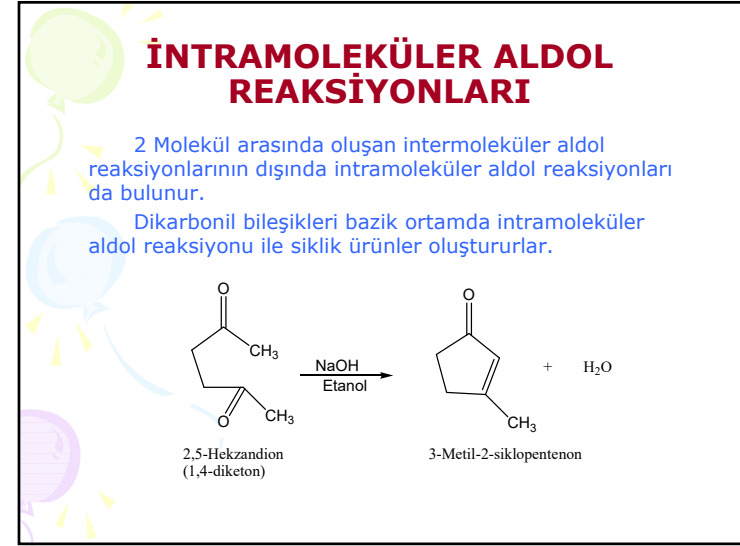 İNTRAMOLEKÜLER ALDOL
REAKSİYONLARI
2 Molekül arasında oluşan intermoleküler aldol
reaksiyonlarının dışında intramoleküler aldol reaksiyonları
da bulunur.
Dikarbonil bileşikleri bazik ortamda intramoleküler
aldol reaksiyonu ile siklik ürünler oluştururlar.
O
CH₃
O
CH₃
NaOH
Etanol
O
CH₃
+ H₂O
2,5-Hekzandion
(1,4-diketon)
3-Metil-2-siklopentenon